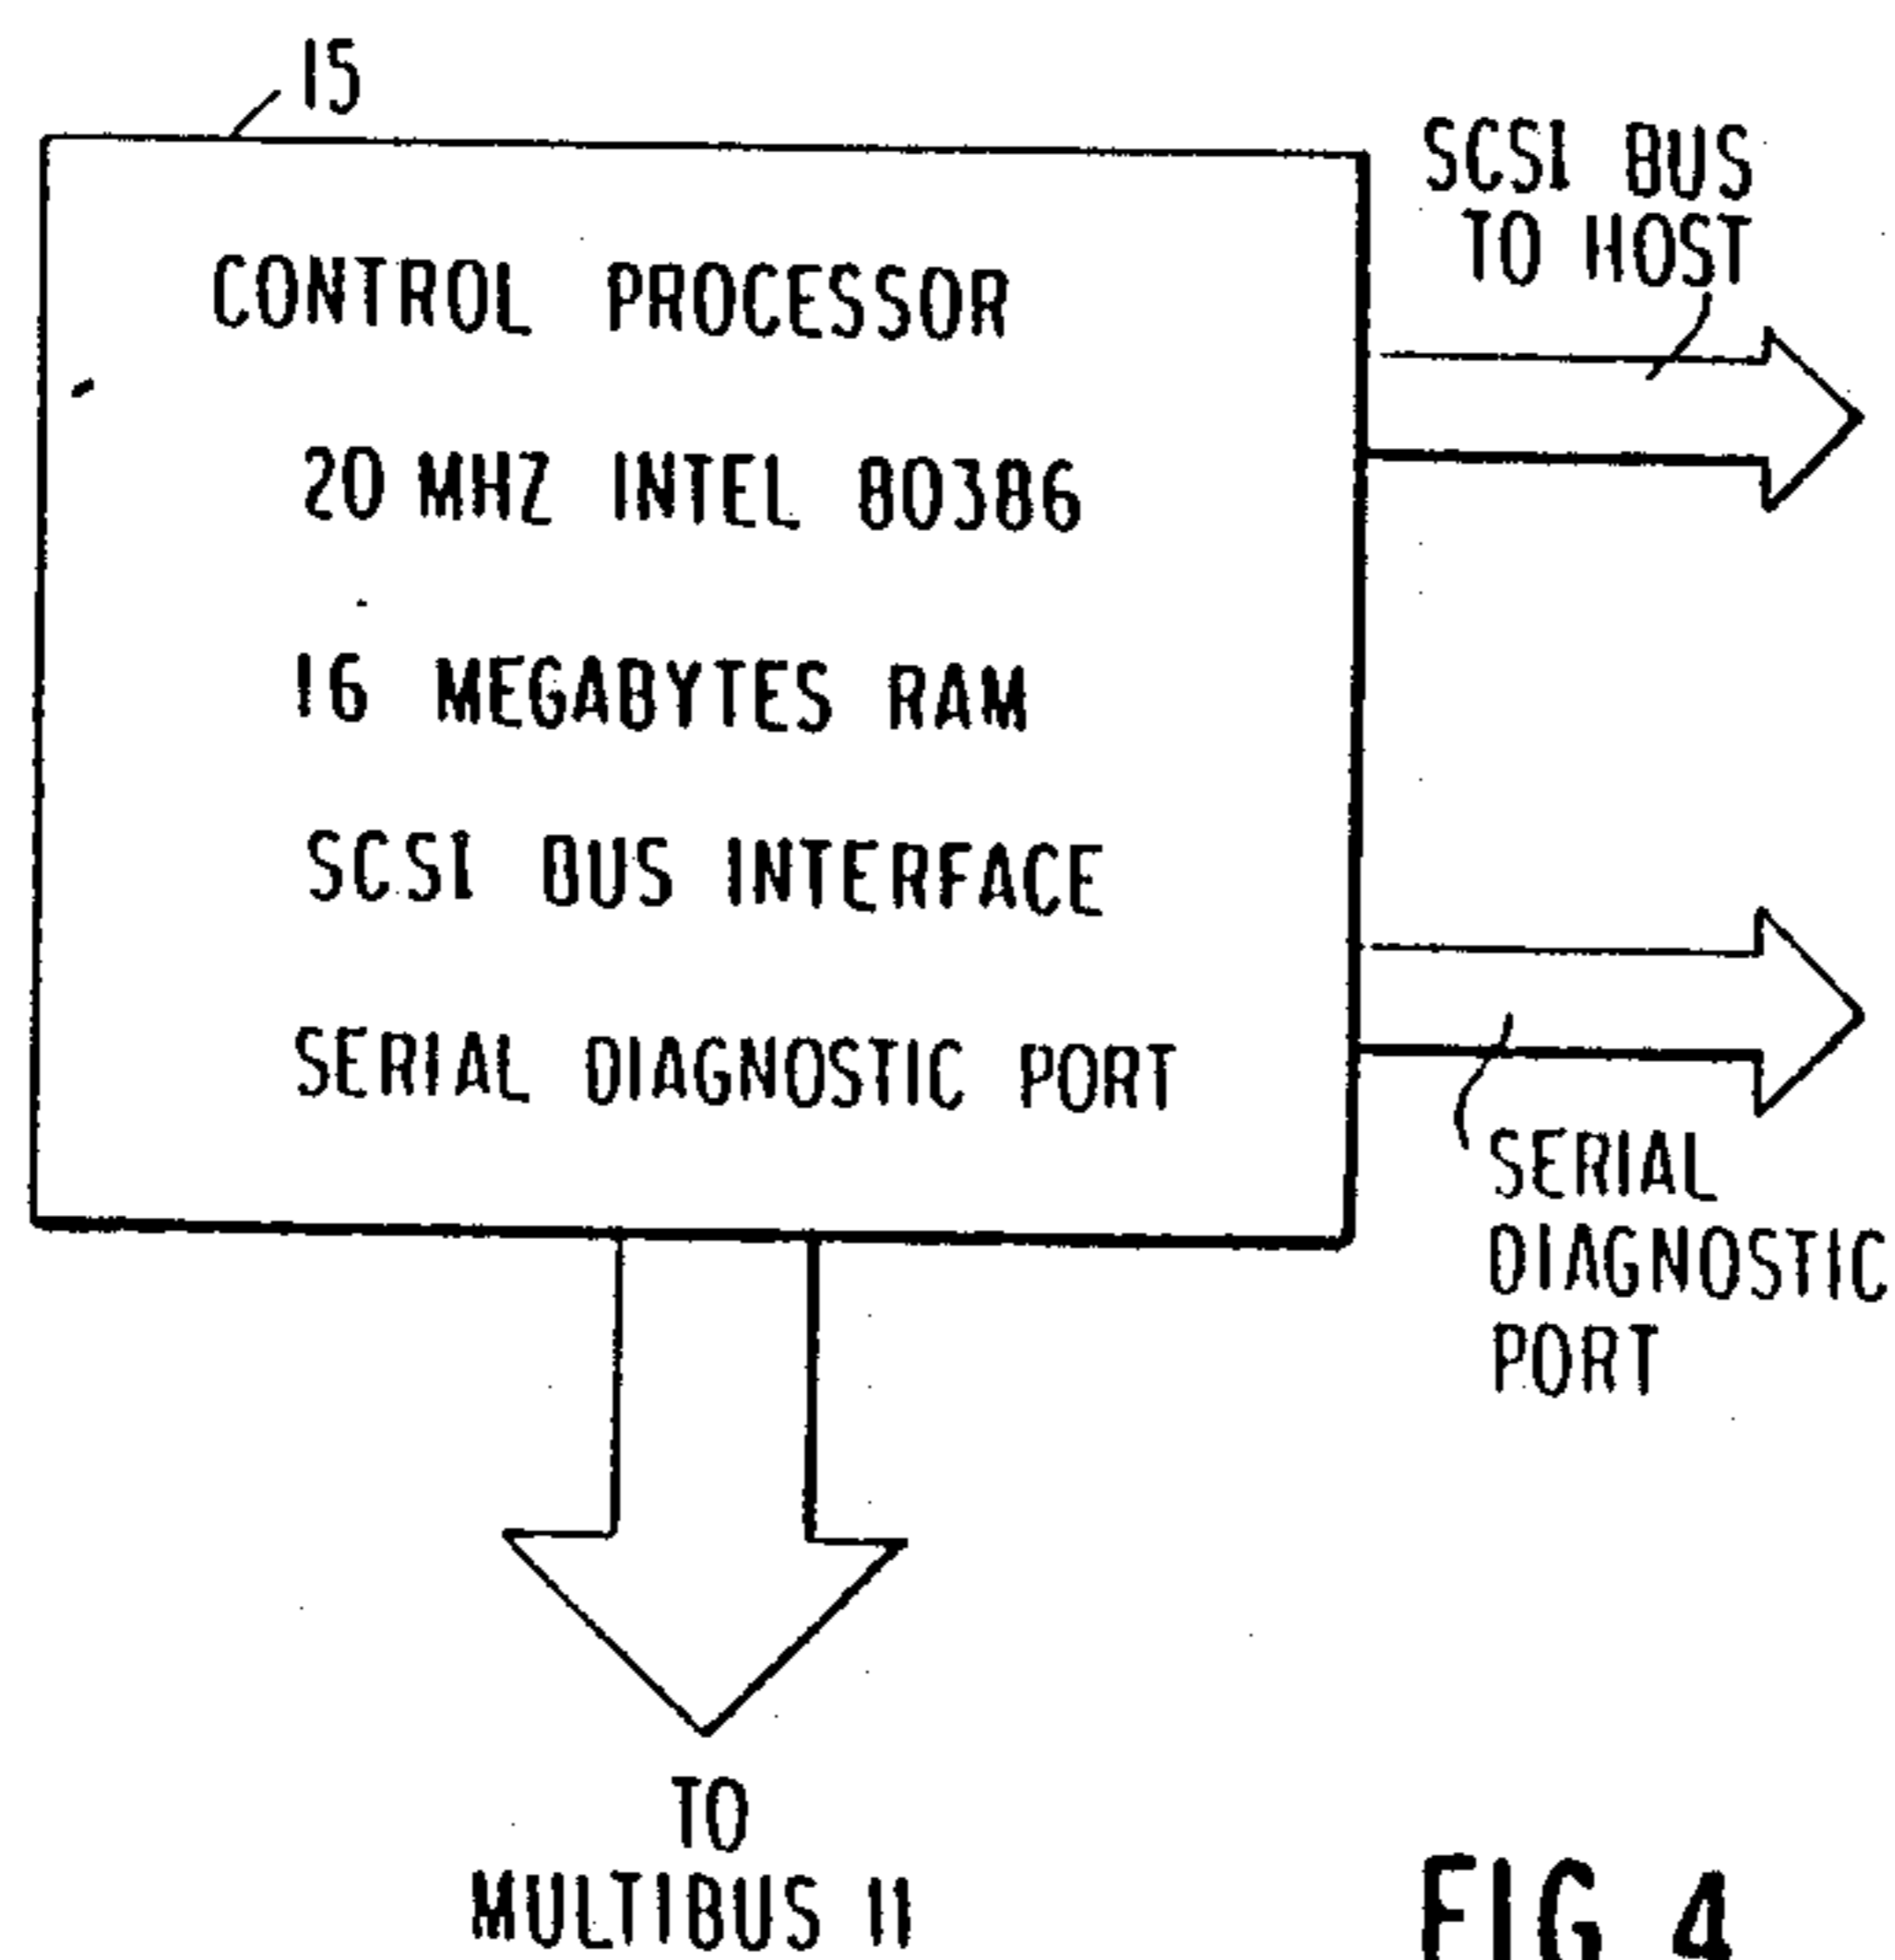 15
CONTROL PROCESSOR
20 MHZ INTEL 80386
16 MEGABYTES RAM
SCSI BUS INTERFACE
SERIAL DIAGNOSTIC PORT
SCSI BUS
TO HOST
SERIAL
DIAGNOSTIC
PORT
TO
MULTIBUS II
FIG 4